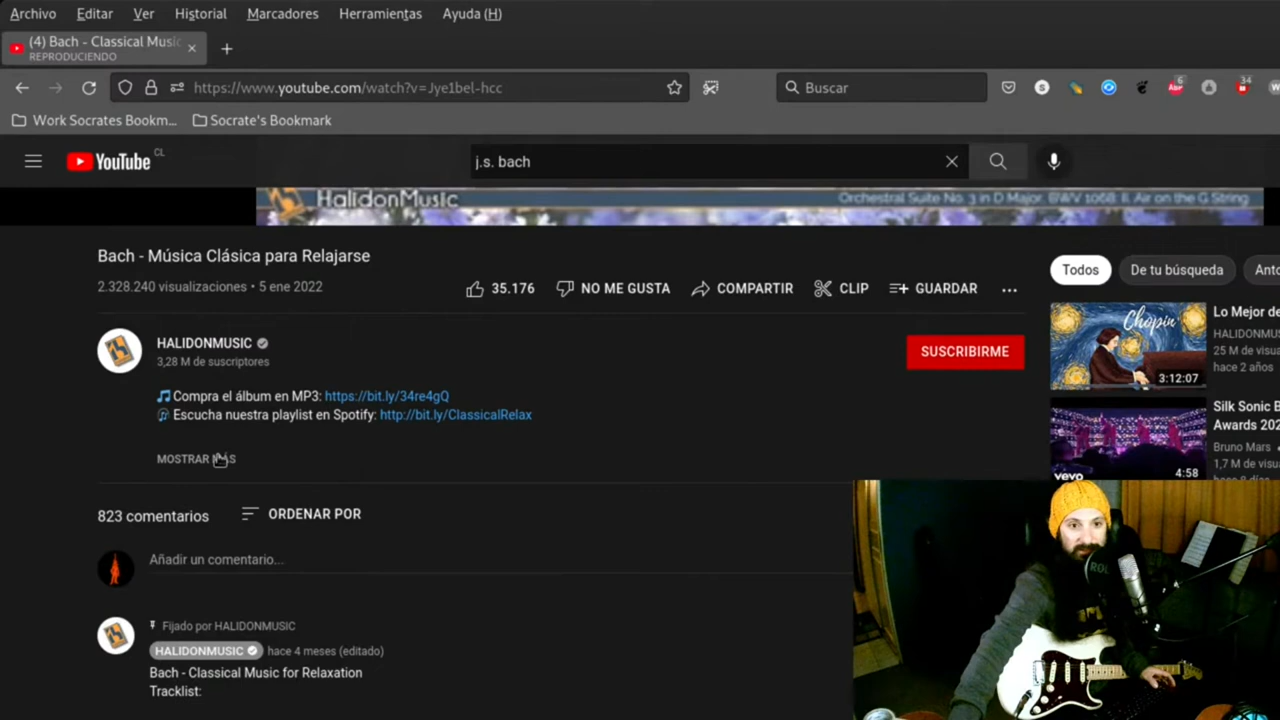 Archivo Editar Ver Historial Marcadores Herramientas Ayuda (H)
(4) Bach - Classical Music
REPRODUCIENDO
https://www.youtube.com/watch?v=Jye1bel-hcc
Buscar
6
34
Work Socrates Bookm... Socrate's Bookmark
YouTube CL
j.s. bach
HalidonMusic
Orchestral Suite No. 3 in D Major, BWV 1068: II. Air on the G String
Bach - Música Clásica para Relajarse
2.328.240 visualizaciones • 5 ene 2022
35.176 NO ME GUSTA COMPARTIR CLIP GUARDAR
Todos De tu búsqueda
HALIDONMUSIC
3,28 M de suscriptores
SUSCRIBIRME
Compra el álbum en MP3: https://bit.ly/34re4gQ
Escucha nuestra playlist en Spotify: http://bit.ly/ClassicalRelax
MOSTRAR MÁS
Chopin
3:12:07
Lo Mejor de
HALIDONMUSIC
25 M de visua
hace 2 años
vevo
4:58
Silk Sonic B
Awards 202
Bruno Mars
1,7 M de visu
823 comentarios ORDENAR POR
Añadir un comentario...
Fijado por HALIDONMUSIC
HALIDONMUSIC hace 4 meses (editado)
Bach - Classical Music for Relaxation
Tracklist: